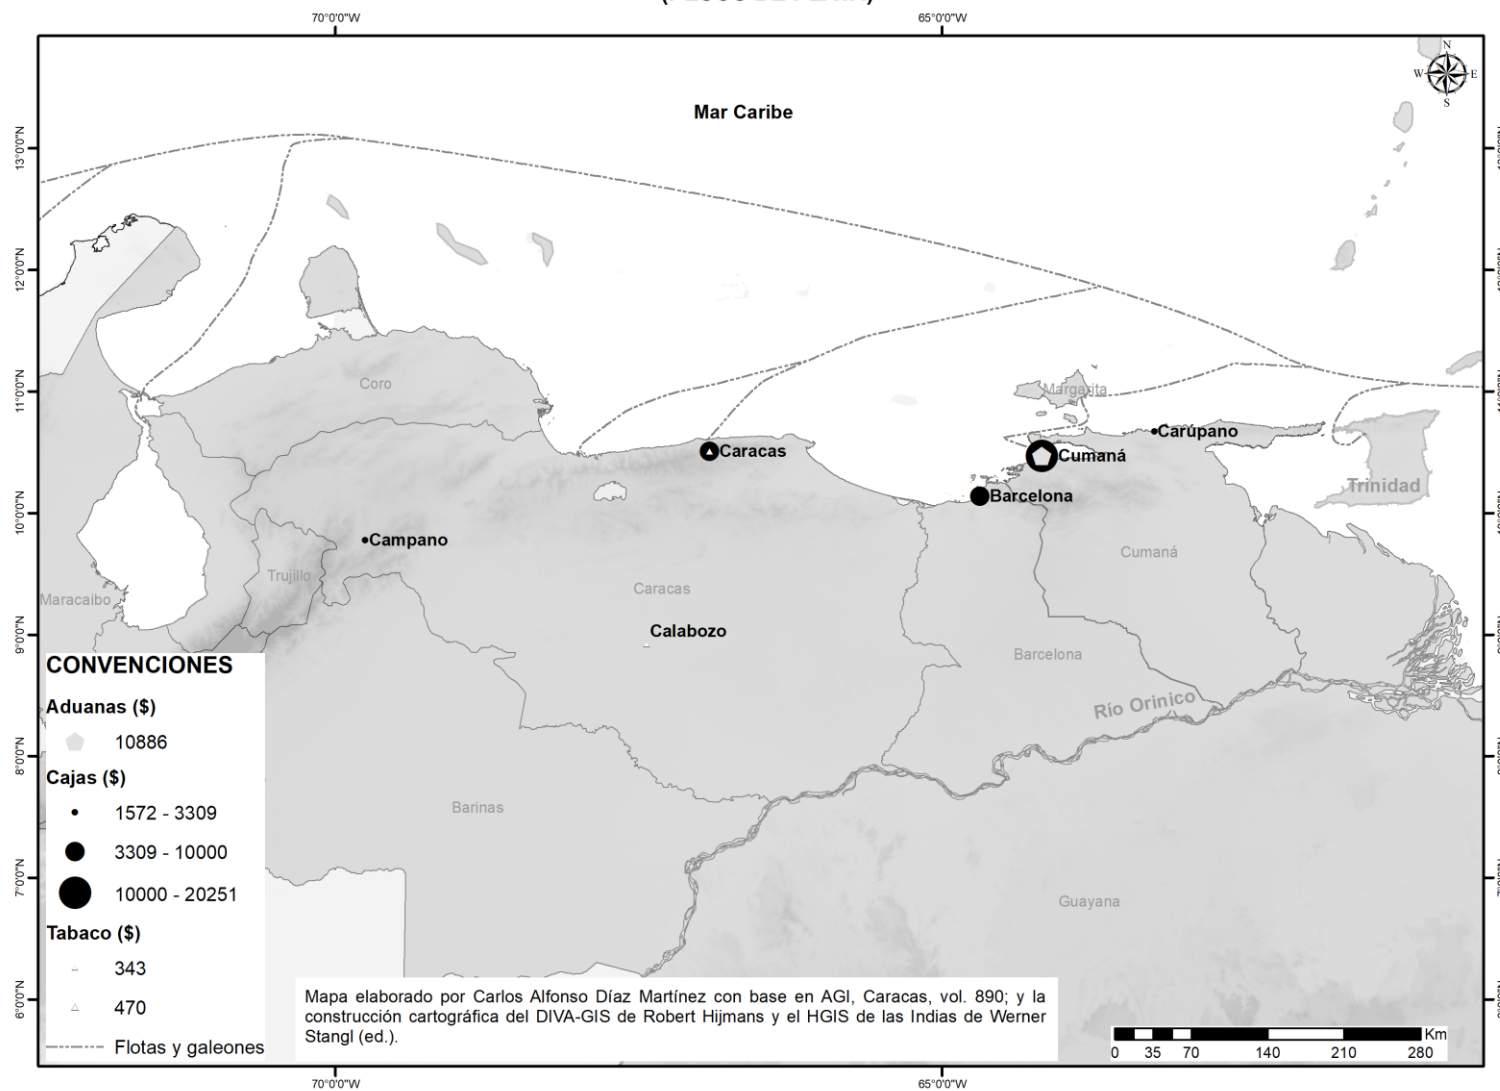 70°0'0"W
65°0'0"W
N
W
E
S
Mar Caribe
13°0'0"N
12°0'0"N
11°0'0"N
10°0'0"N
9°0'0"N
8°0'0"N
7°0'0"N
6°0'0"N
Coro
Margarita
Carúpano
Caracas
Cumaná
Trinidad
Barcelona
Campano
Cumaná
Trujillo
Caracas
Maracaibo
Calabozo
Barcelona
Río Orinico
Barinas
Guayana
CONVENCIONES
Aduanas ($)
10886
Cajas ($)
1572 - 3309
3309 - 10000
10000 - 20251
Tabaco ($)
343
470
Flotas y galeones
Mapa elaborado por Carlos Alfonso Díaz Martínez con base en AGI, Caracas, vol. 890; y la
construcción cartográfica del DIVA-GIS de Robert Hijmans y el HGIS de las Indias de Werner
Stangl (ed.).
Km
0 35 70 140 210 280
70°0'0"W
65°0'0"W